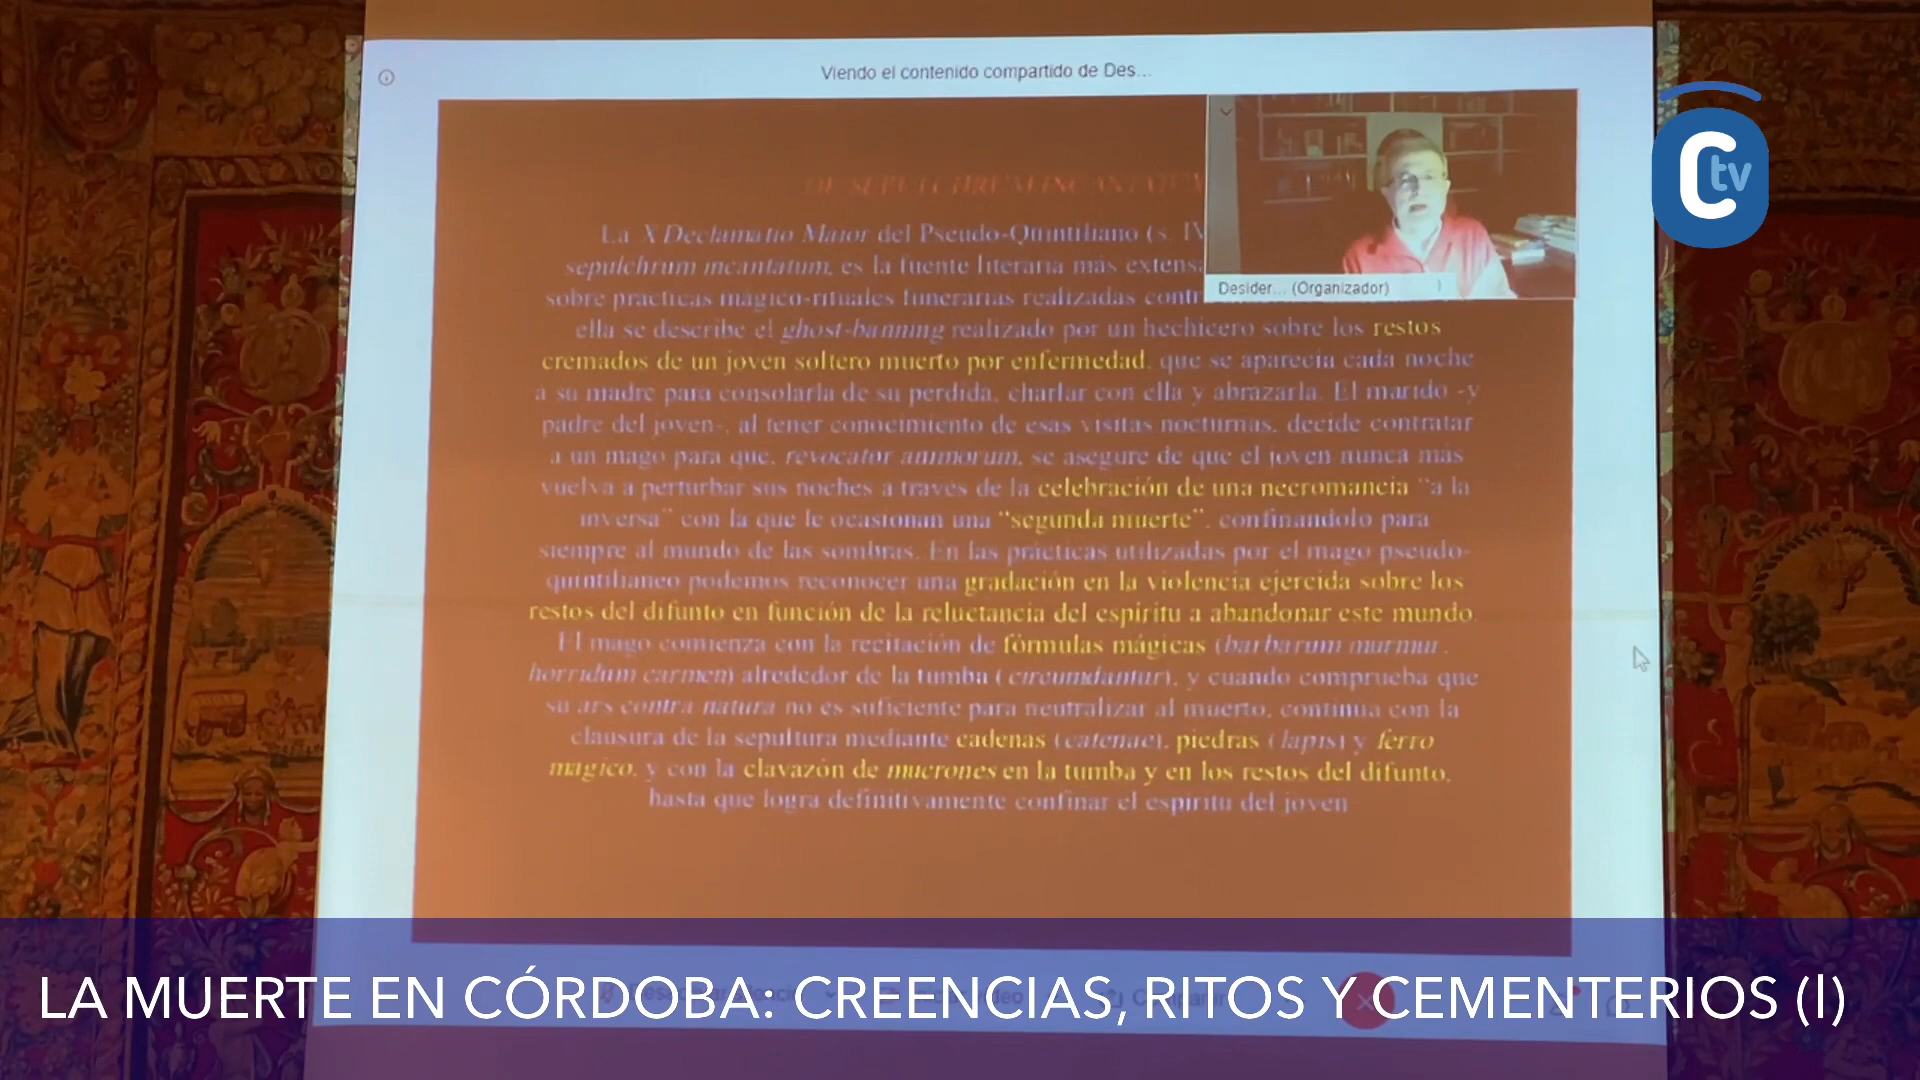 Viendo el contenido compartido de Des...
La X Declamatio Maior del Pseudo-Quintiliano (s. IV
sepulchrum incantatum, es la fuente literaria más extensa
sobre prácticas mágico-rituales funerarias realizadas contr
ella se describe el ghost-banning realizado por un hechicero sobre los restos
cremados de un joven soltero muerto por enfermedad, que se aparecía cada noche
a su madre para consolarla de su pérdida, charlar con ella y abrazarla. El marido -y
padre del joven-, al tener conocimiento de esas visitas nocturnas, decide contratar
a un mago para que, revocator animorum, se asegure de que el joven nunca más
vuelva a perturbar sus noches a través de la celebración de una necromancia "a la
inversa" con la que le ocasionan una "segunda muerte", confinándolo para
siempre al mundo de las sombras. En las prácticas utilizadas por el mago pseudo-
quintilianeo podemos reconocer una gradación en la violencia ejercida sobre los
restos del difunto en función de la reluctancia del espíritu a abandonar este mundo.
El mago comienza con la recitación de fórmulas mágicas (barbarum murmur,
horridum carmen) alrededor de la tumba (circumdantur), y cuando comprueba que
su ars contra natura no es suficiente para neutralizar al muerto, continúa con la
clausura de la sepultura mediante cadenas (catenae), piedras (lapis) y ferro
magico, y con la clavazón de mucrones en la tumba y en los restos del difunto,
hasta que logra definitivamente confinar el espíritu del joven
Desider... (Organizador)
C tv
LA MUERTE EN CÓRDOBA: CREENCIAS, RITOS Y CEMENTERIOS (I)